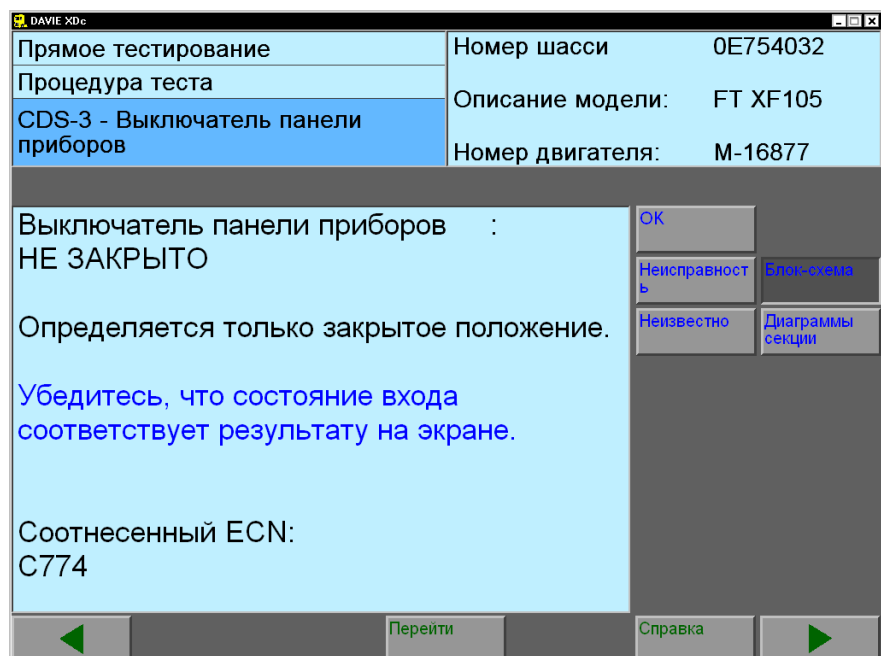 DAVIE XDc
Прямое тестирование
Процедура теста
CDS-3 - Выключатель панели
приборов
Номер шасси 0E754032
Описание модели: FT XF105
Номер двигателя: M-16877
Выключатель панели приборов :
НЕ ЗАКРЫТО
Определяется только закрытое положение.
Убедитесь, что состояние входа
соответствует результату на экране.
Соотнесенный ECN:
C774
OK
Неисправност
ь
Блок-схема
Неизвестно
Диаграммы
секции
Перейти
Справка